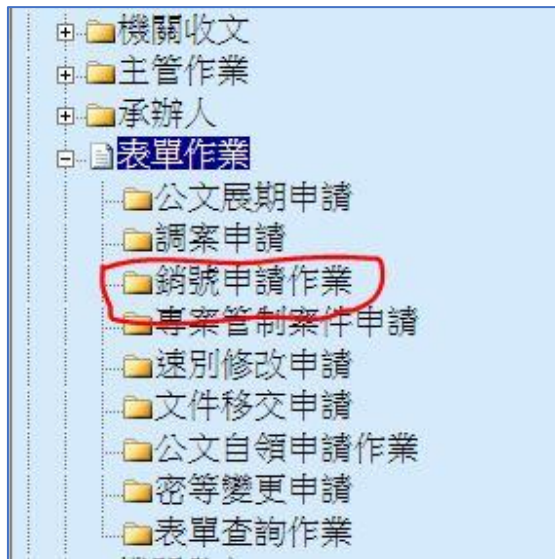 機關收文
主管作業
承辦人
表單作業
公文展期申請
調案申請
銷號申請作業
專案管制案件申請
速別修改申請
文件移交申請
公文自領申請作業
密等變更申請
表單查詢作業